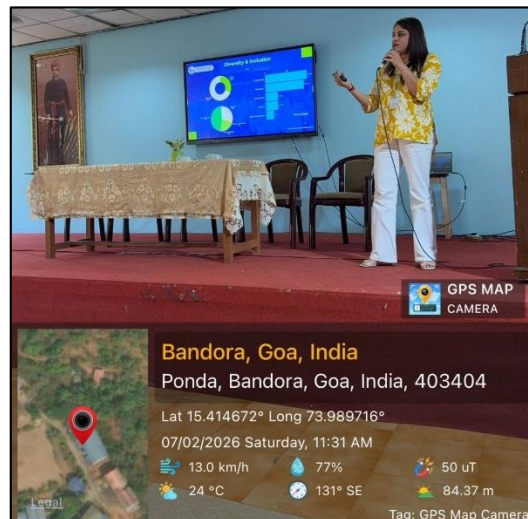 Diversity & Inclusion
GPS MAP
CAMERA
Bandora, Goa, India
Ponda, Bandora, Goa, India, 403404
Lat 15.414672° Long 73.989716°
07/02/2026 Saturday, 11:31 AM
13.0 km/h 77% 50 uT
24 °C 131° SE 84.37 m
Legal
Tag: GPS Map Camera